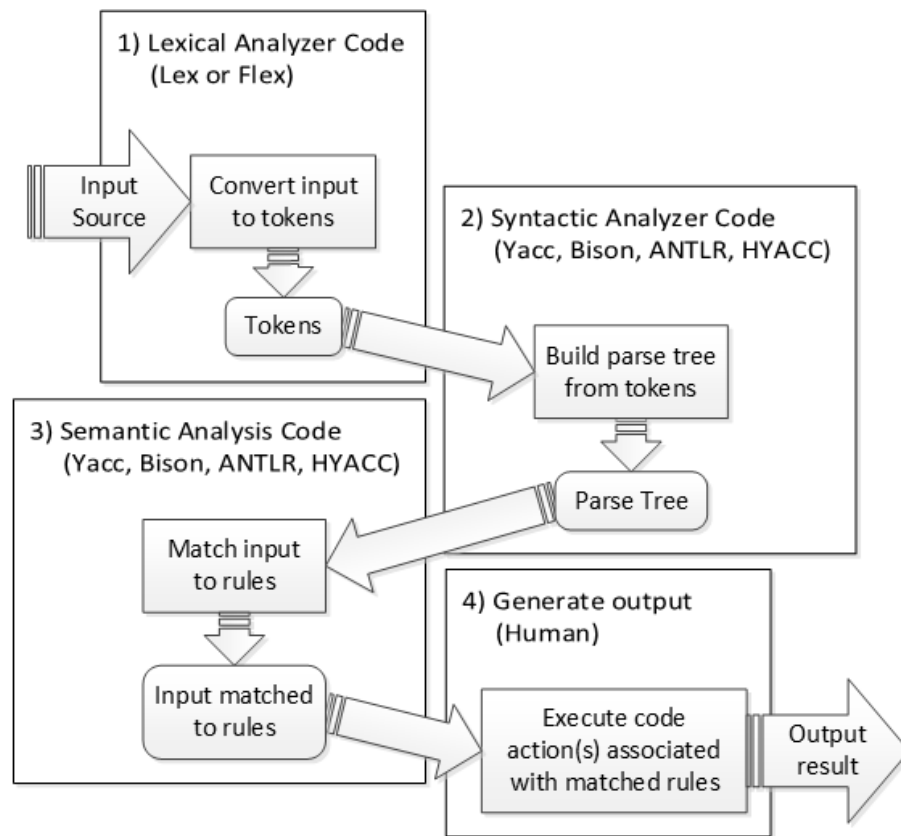 1) Lexical Analyzer Code
(Lex or Flex)
Input
Source
Convert input
to tokens
Tokens
2) Syntactic Analyzer Code
(Yacc, Bison, ANTLR, HYACC)
Build parse tree
from tokens
Parse Tree
3) Semantic Analysis Code
(Yacc, Bison, ANTLR, HYACC)
Match input
to rules
Input matched
to rules
4) Generate output
(Human)
Execute code
action(s) associated
with matched rules
Output
result